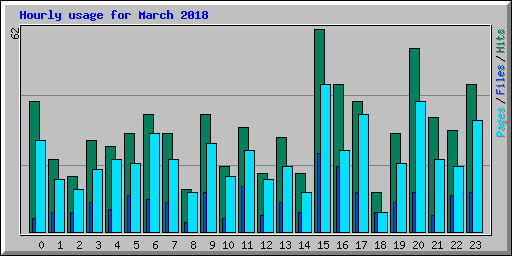 Hourly usage for March 2018
62
Pages / Files / Hits
0 1 2 3 4 5 6 7 8 9 10 11 12 13 14 15 16 17 18 19 20 21 22 23